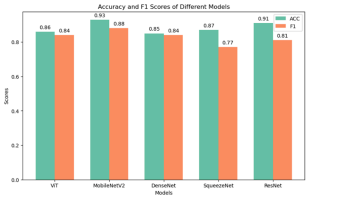 Accuracy and F1 Scores of Different Models
ACC
F1
0.86
0.84
0.93
0.88
0.85
0.84
0.87
0.77
0.91
0.81
Scores
0.8
0.6
0.4
0.2
0.0
ViT
MobileNetV2
DenseNet
SqueezeNet
ResNet
Models